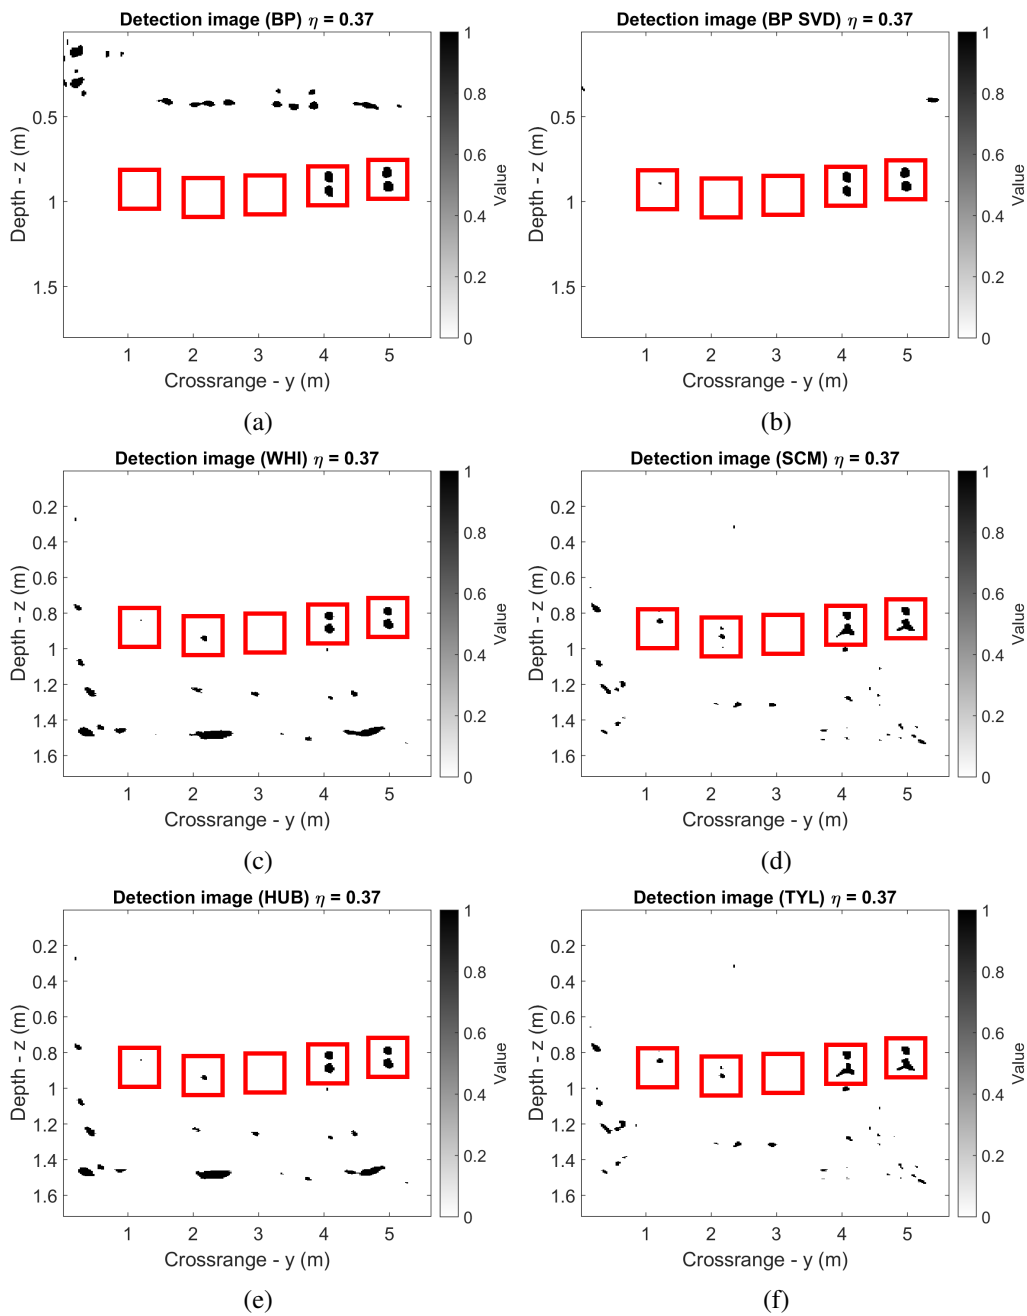 Detection image (BP) η = 0.37
1
0.8
0.6
0.4
0.2
0
Value
0.5
1
1.5
Depth - z (m)
1 2 3 4 5
Crossrange - y (m)
(a)
Detection image (BP SVD) η = 0.37
1
0.8
0.6
0.4
0.2
0
Value
0.5
1
1.5
Depth - z (m)
1 2 3 4 5
Crossrange - y (m)
(b)
Detection image (WHI) η = 0.37
1
0.8
0.6
0.4
0.2
0
Value
0.2
0.4
0.6
0.8
1
1.2
1.4
1.6
Depth - z (m)
1 2 3 4 5
Crossrange - y (m)
(c)
Detection image (SCM) η = 0.37
1
0.8
0.6
0.4
0.2
0
Value
0.2
0.4
0.6
0.8
1
1.2
1.4
1.6
Depth - z (m)
1 2 3 4 5
Crossrange - y (m)
(d)
Detection image (HUB) η = 0.37
1
0.8
0.6
0.4
0.2
0
Value
0.2
0.4
0.6
0.8
1
1.2
1.4
1.6
Depth - z (m)
1 2 3 4 5
Crossrange - y (m)
(e)
Detection image (TYL) η = 0.37
1
0.8
0.6
0.4
0.2
0
Value
0.2
0.4
0.6
0.8
1
1.2
1.4
1.6
Depth - z (m)
1 2 3 4 5
Crossrange - y (m)
(f)